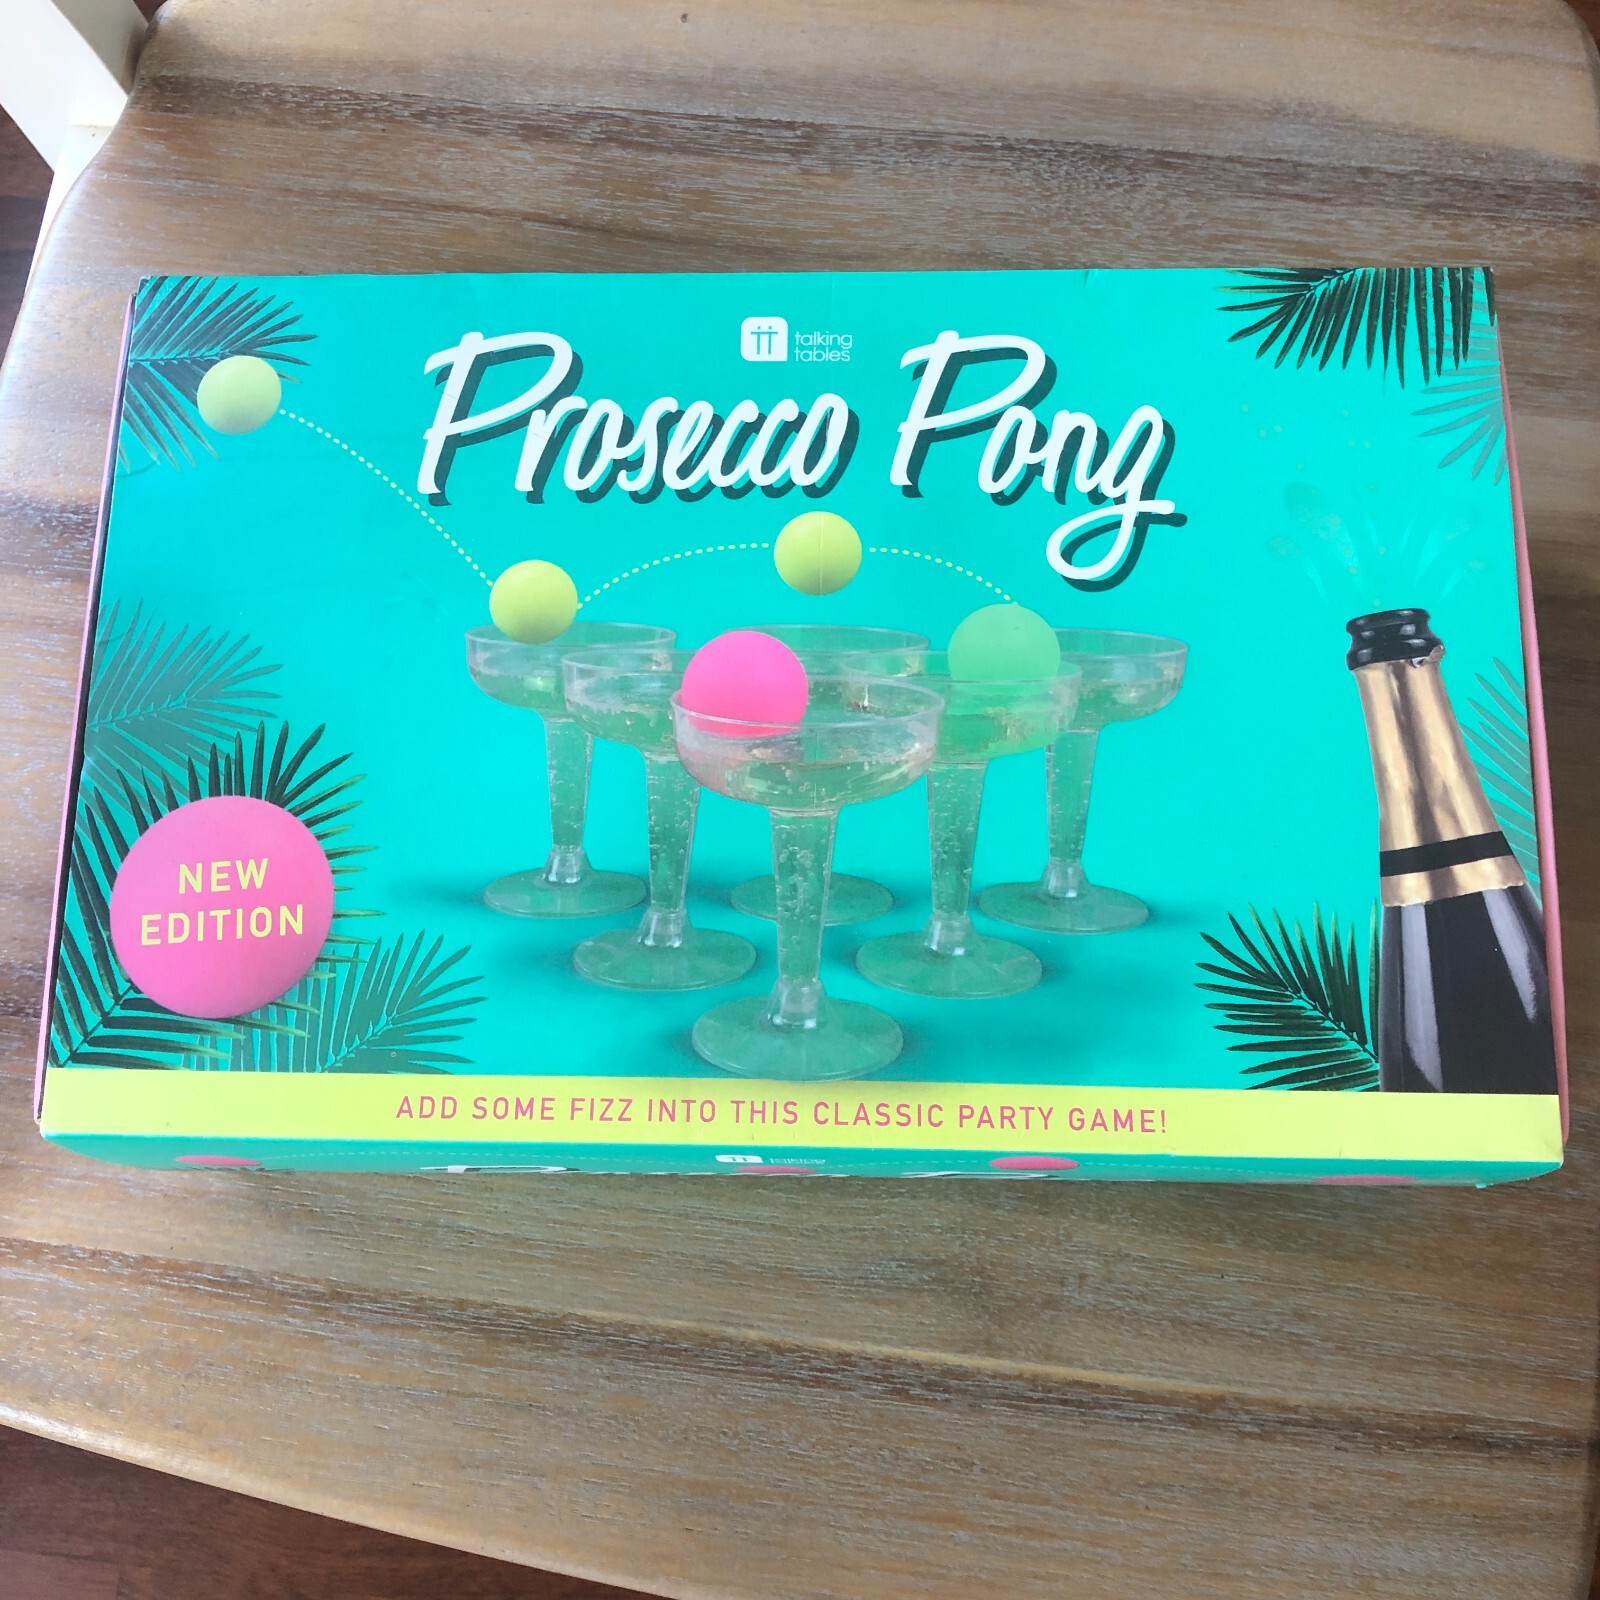 talking
tables
Prosecco Pong
NEW
EDITION
ADD SOME FIZZ INTO THIS CLASSIC PARTY GAME!